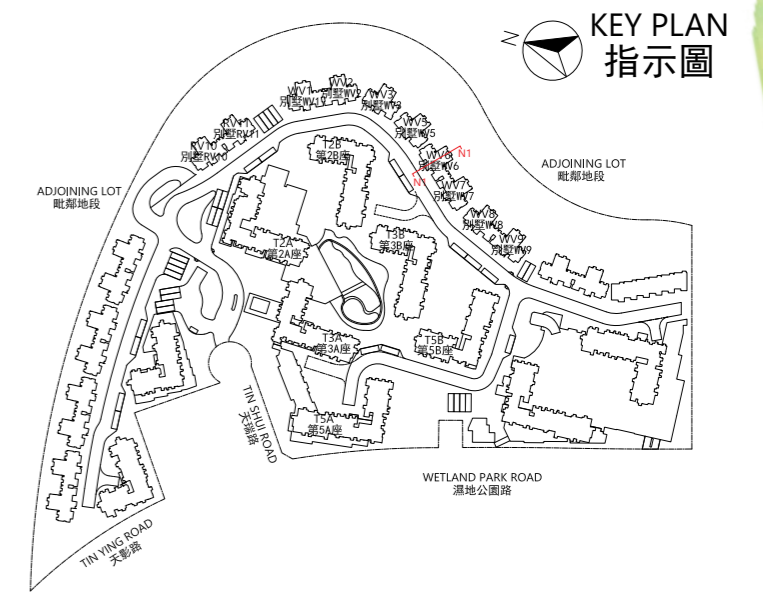 KEY PLAN
指示圖
N
WV2
別墅WV2
WV1
別墅WV1
WV3
別墅WV3
RV11
別墅RV11
WV5
別墅WV5
RV10
別墅RV10
T2B
第2B座
WV6
別墅WV6
N1
N1
ADJOINING LOT
毗鄰地段
WV7
別墅WV7
ADJOINING LOT
毗鄰地段
WV8
別墅WV8
T3B
第3B座
WV9
別墅WV9
T2A
第2A座
T3A
第3A座
T5B
第5B座
TIN SHUI ROAD
天瑞路
T5A
第5A座
WETLAND PARK ROAD
濕地公園路
TIN YING ROAD
天影路